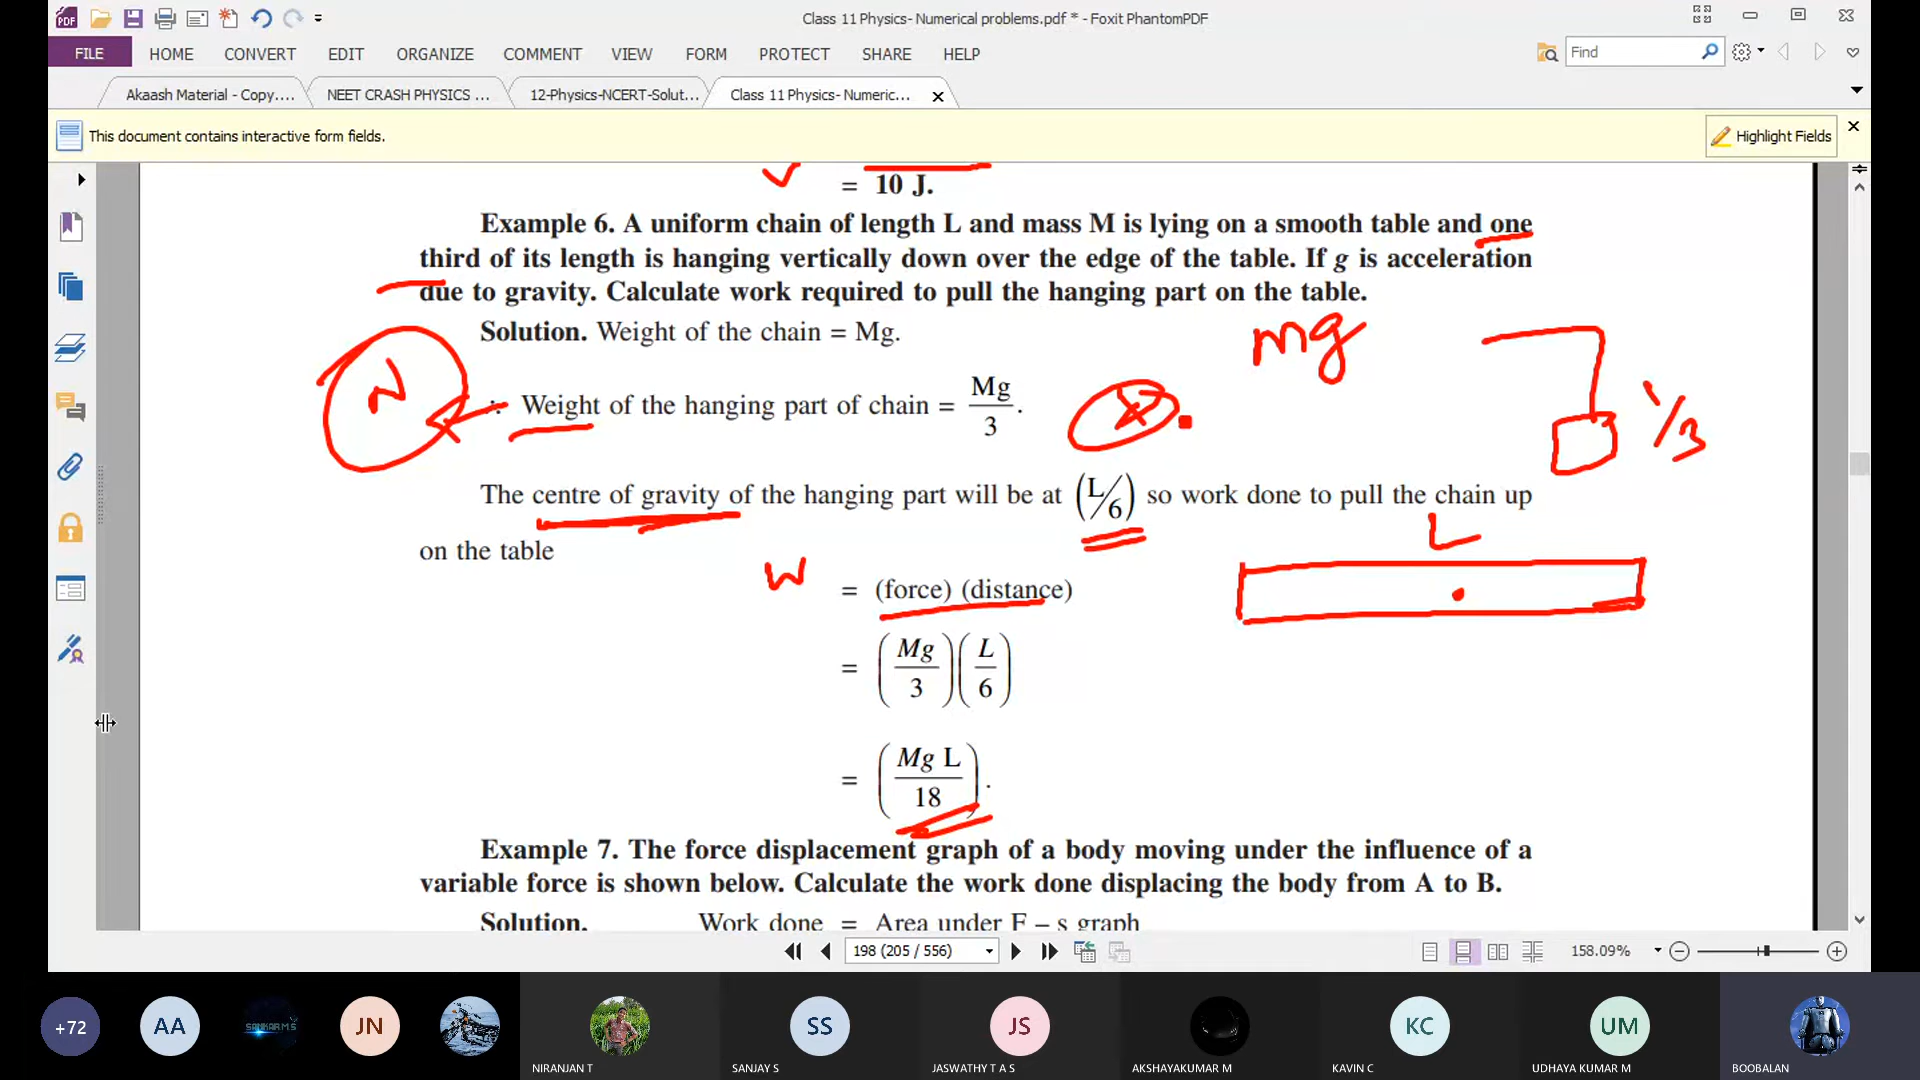 Class 11 Physics- Numerical problems.pdf * - Foxit PhantomPDF
FILE HOME CONVERT EDIT ORGANIZE COMMENT VIEW FORM PROTECT SHARE HELP Find
Akaash Material - Copy.... NEET CRASH PHYSICS ... 12-Physics-NCERT-Solut... Class 11 Physics- Numeric...
This document contains interactive form fields. Highlight Fields
= 10 J.
Example 6. A uniform chain of length L and mass M is lying on a smooth table and one
third of its length is hanging vertically down over the edge of the table. If g is acceleration
due to gravity. Calculate work required to pull the hanging part on the table.
Solution. Weight of the chain = Mg.
mg
N
∴ Weight of the hanging part of chain = Mg/3.
1/3
The centre of gravity of the hanging part will be at (L/6) so work done to pull the chain up
on the table
L
W = (force) (distance)
= (Mg/3)(L/6)
= (Mg L/18).
Example 7. The force displacement graph of a body moving under the influence of a
variable force is shown below. Calculate the work done displacing the body from A to B.
Solution. Work done = Area under F – s graph
198 (205 / 556) 158.09%
+72 AA SANKAR M S JN SS JS KC UM
NIRANJAN T SANJAY S JASWATHY T A S AKSHAYAKUMAR M KAVIN C UDHAYA KUMAR M BOOBALAN